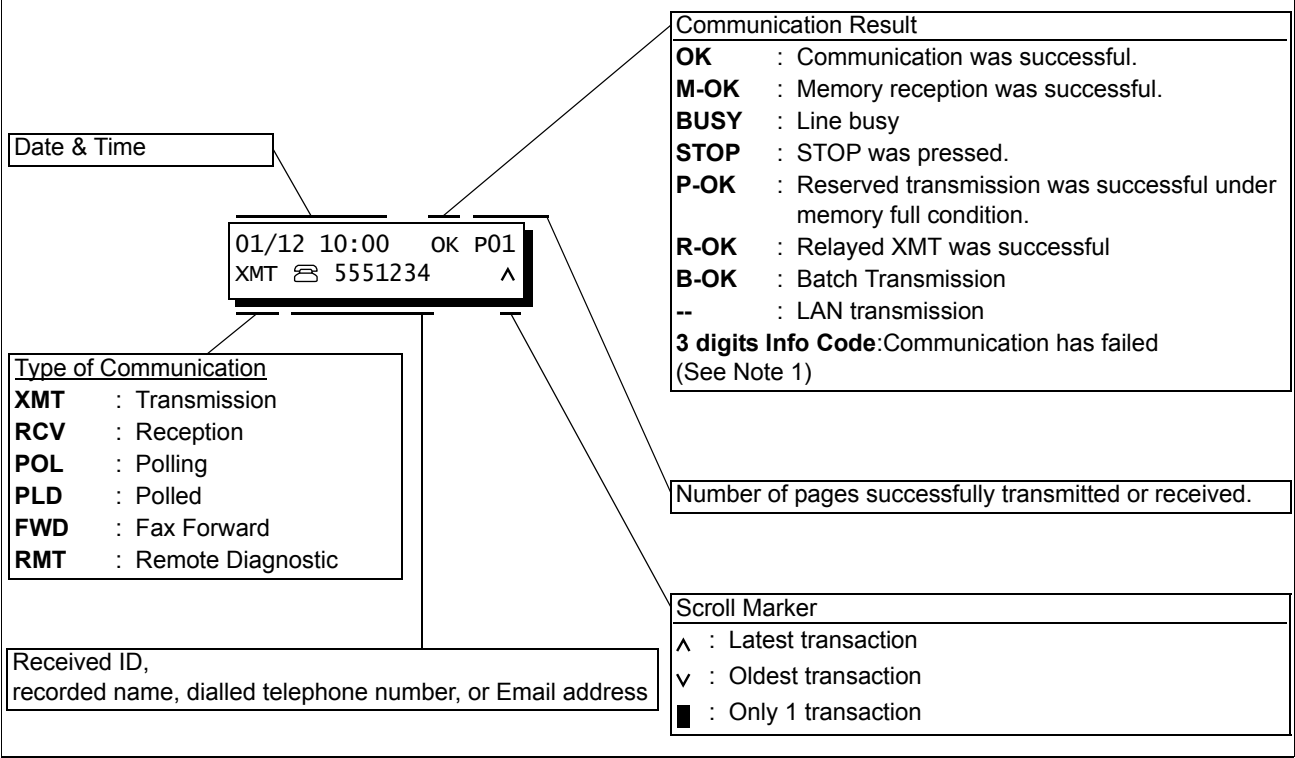 Communication Result
OK : Communication was successful.
M-OK : Memory reception was successful.
BUSY : Line busy
STOP : STOP was pressed.
P-OK : Reserved transmission was successful under
memory full condition.
R-OK : Relayed XMT was successful
B-OK : Batch Transmission
-- : LAN transmission
3 digits Info Code:Communication has failed
(See Note 1)
Date & Time
01/12 10:00 OK P01
XMT ☎ 5551234 ∧
Type of Communication
XMT : Transmission
RCV : Reception
POL : Polling
PLD : Polled
FWD : Fax Forward
RMT : Remote Diagnostic
Number of pages successfully transmitted or received.
Received ID,
recorded name, dialled telephone number, or Email address
Scroll Marker
∧ : Latest transaction
∨ : Oldest transaction
■ : Only 1 transaction